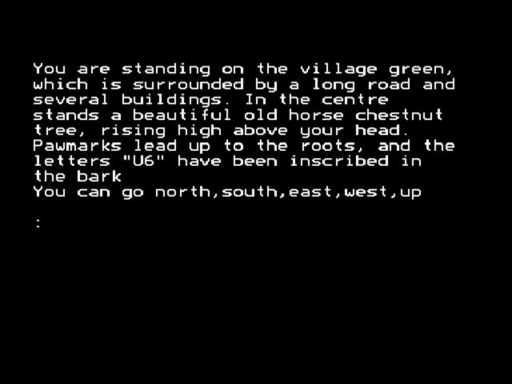 You are standing on the village green,
which is surrounded by a long road and
several buildings. In the centre
stands a beautiful old horse chestnut
tree, rising high above your head.
Pawmarks lead up to the roots, and the
letters "U6" have been inscribed in
the bark
You can go north,south,east,west,up
: